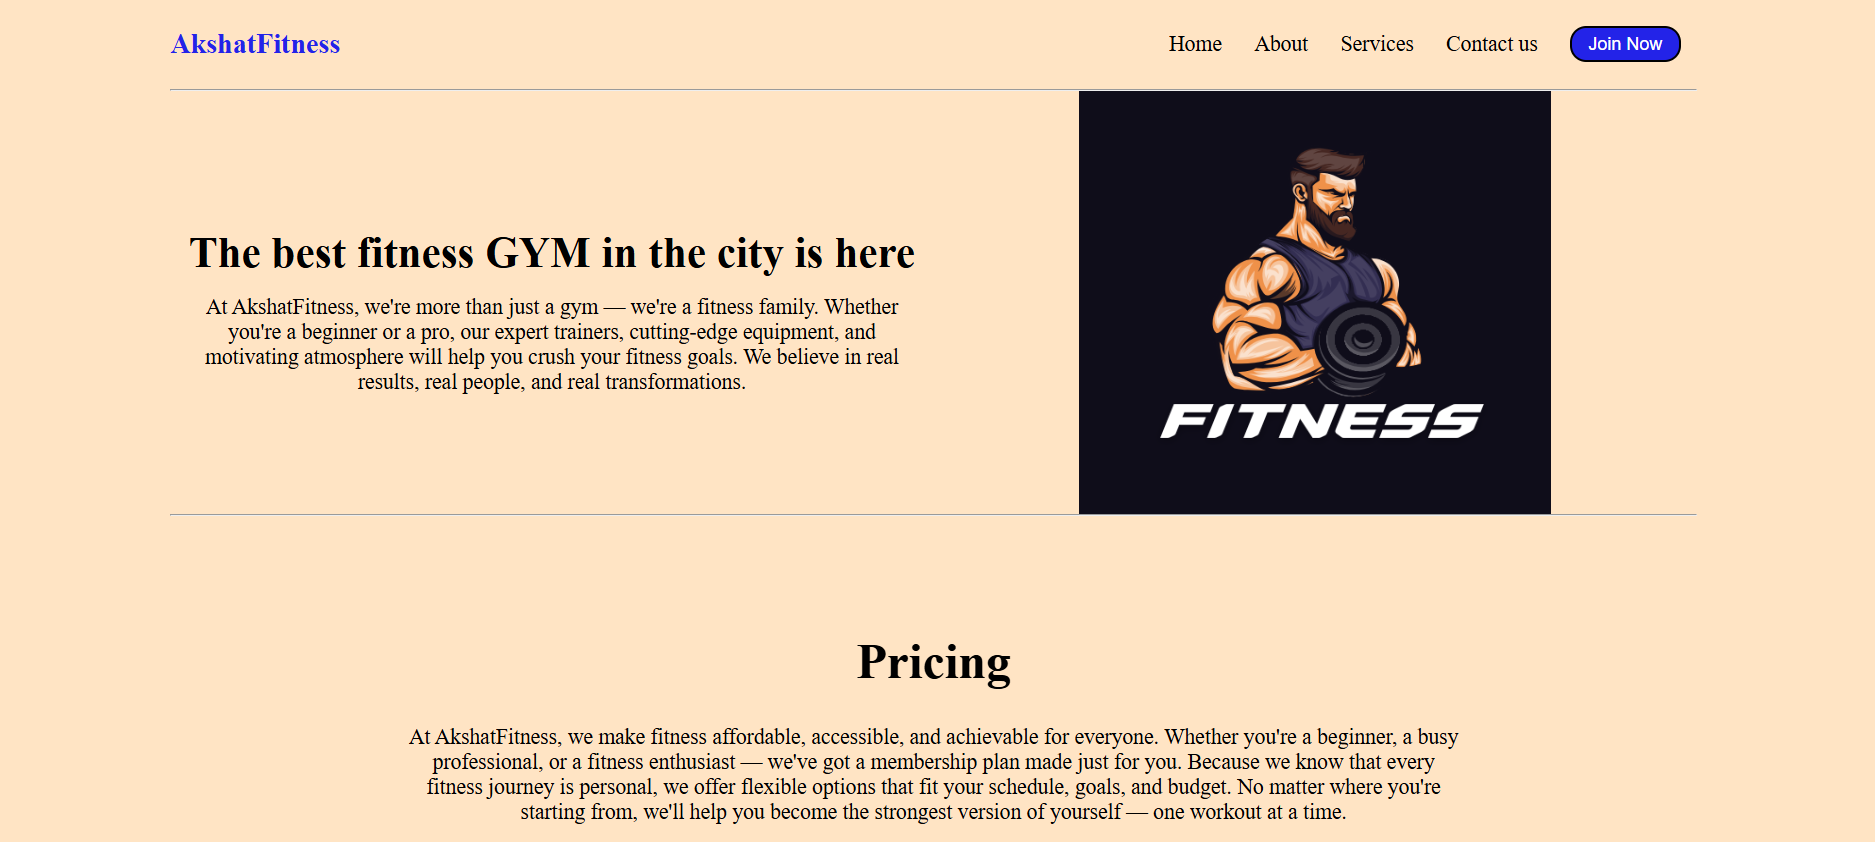 AkshatFitness
Home About Services Contact us Join Now
The best fitness GYM in the city is here
At AkshatFitness, we're more than just a gym — we're a fitness family. Whether
you're a beginner or a pro, our expert trainers, cutting-edge equipment, and
motivating atmosphere will help you crush your fitness goals. We believe in real
results, real people, and real transformations.
FITNESS
Pricing
At AkshatFitness, we make fitness affordable, accessible, and achievable for everyone. Whether you're a beginner, a busy
professional, or a fitness enthusiast — we've got a membership plan made just for you. Because we know that every
fitness journey is personal, we offer flexible options that fit your schedule, goals, and budget. No matter where you're
starting from, we'll help you become the strongest version of yourself — one workout at a time.